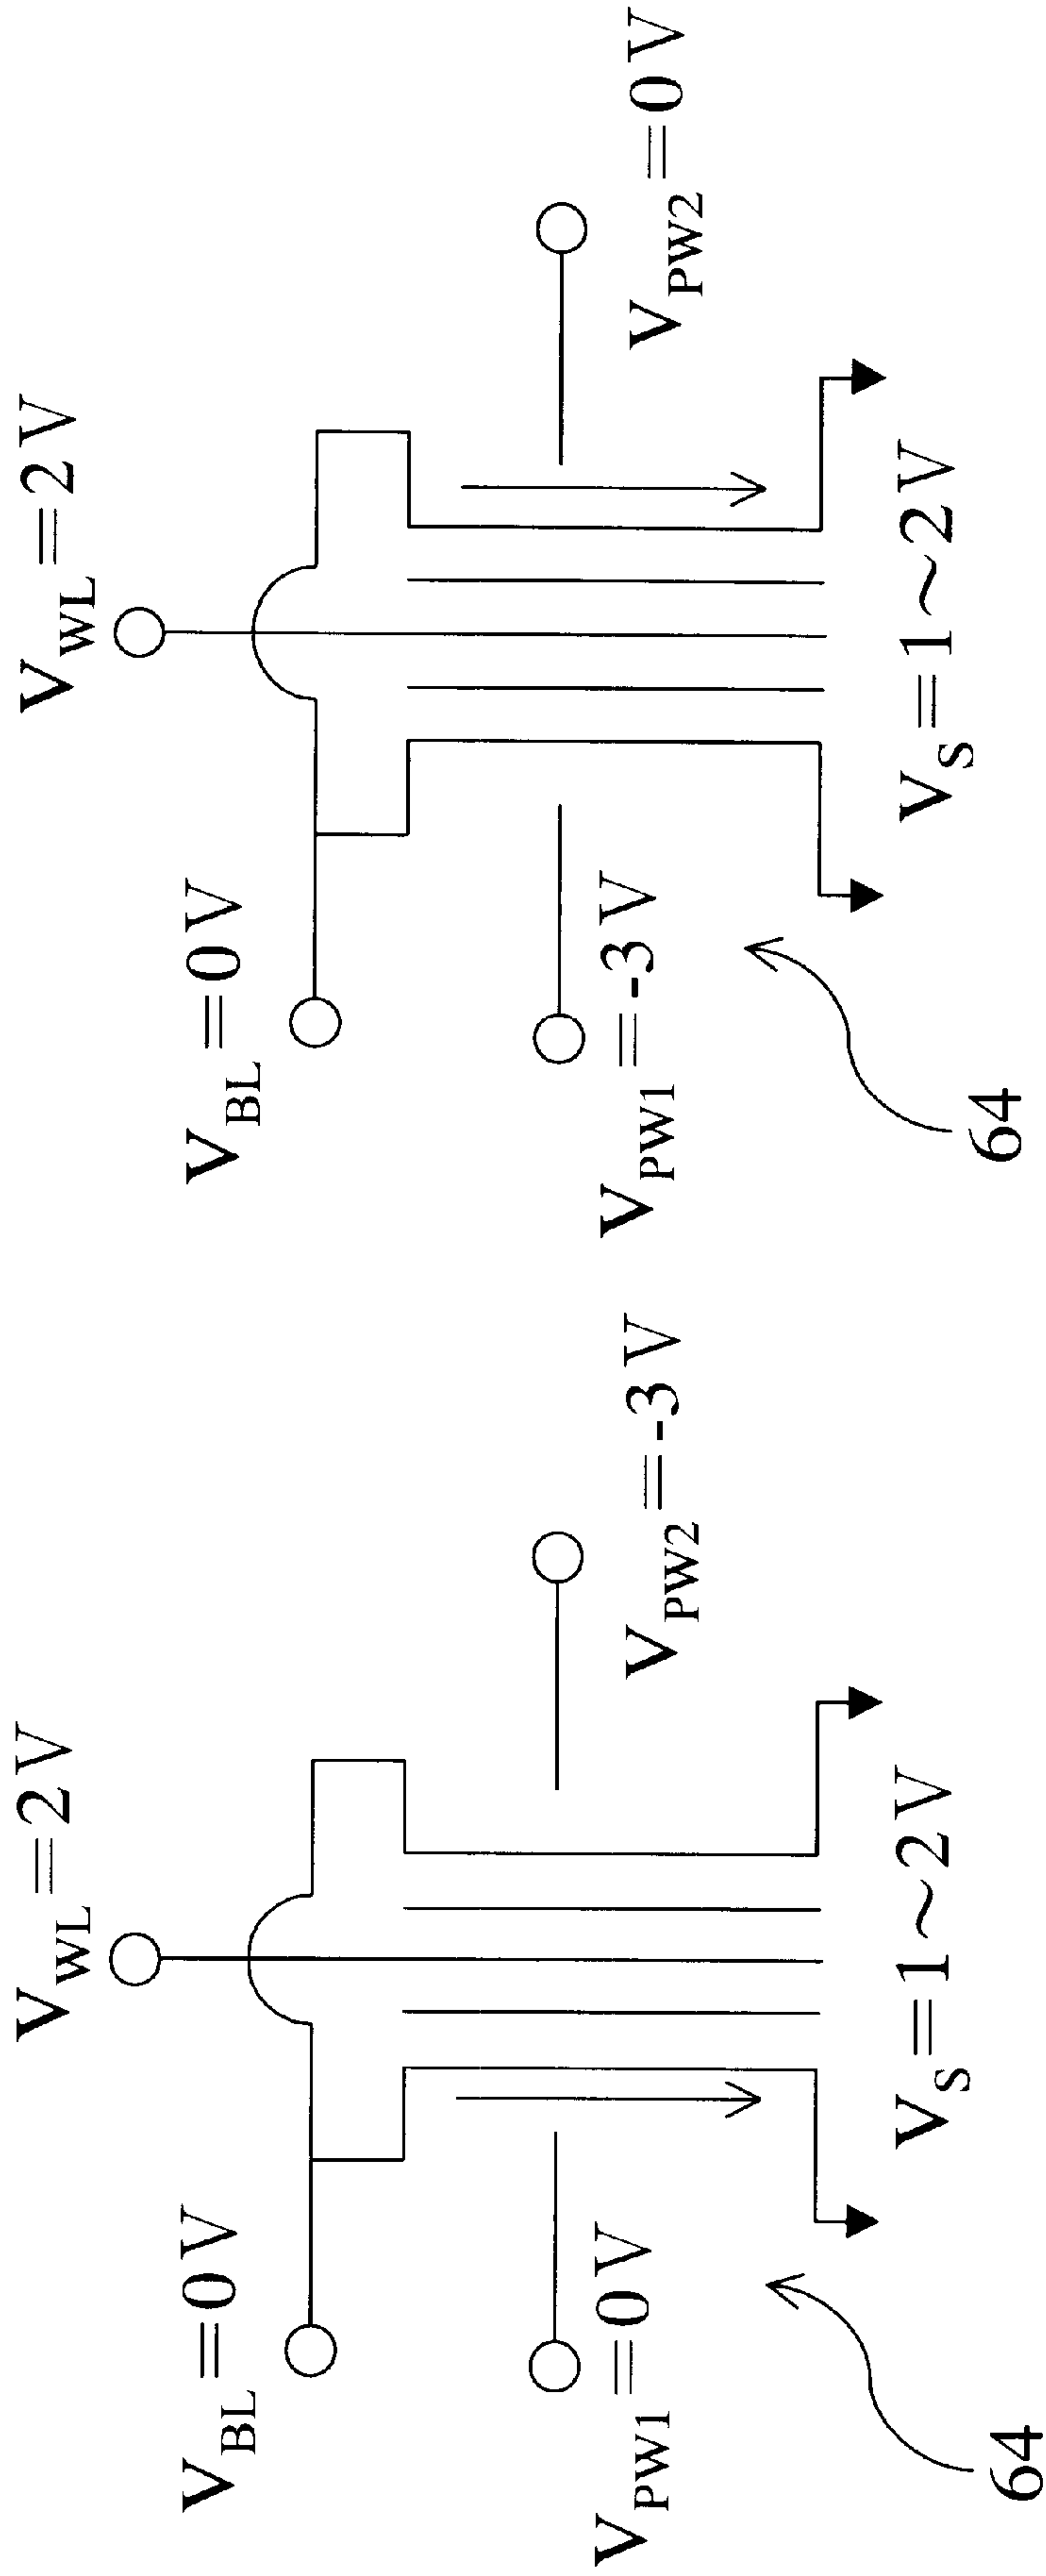 V_WL=2V
V_BL=0V
V_PW1=0V
V_PW2=-3V
V_S=1~2V
64
V_WL=2V
V_BL=0V
V_PW1=-3V
V_PW2=0V
V_S=1~2V
64